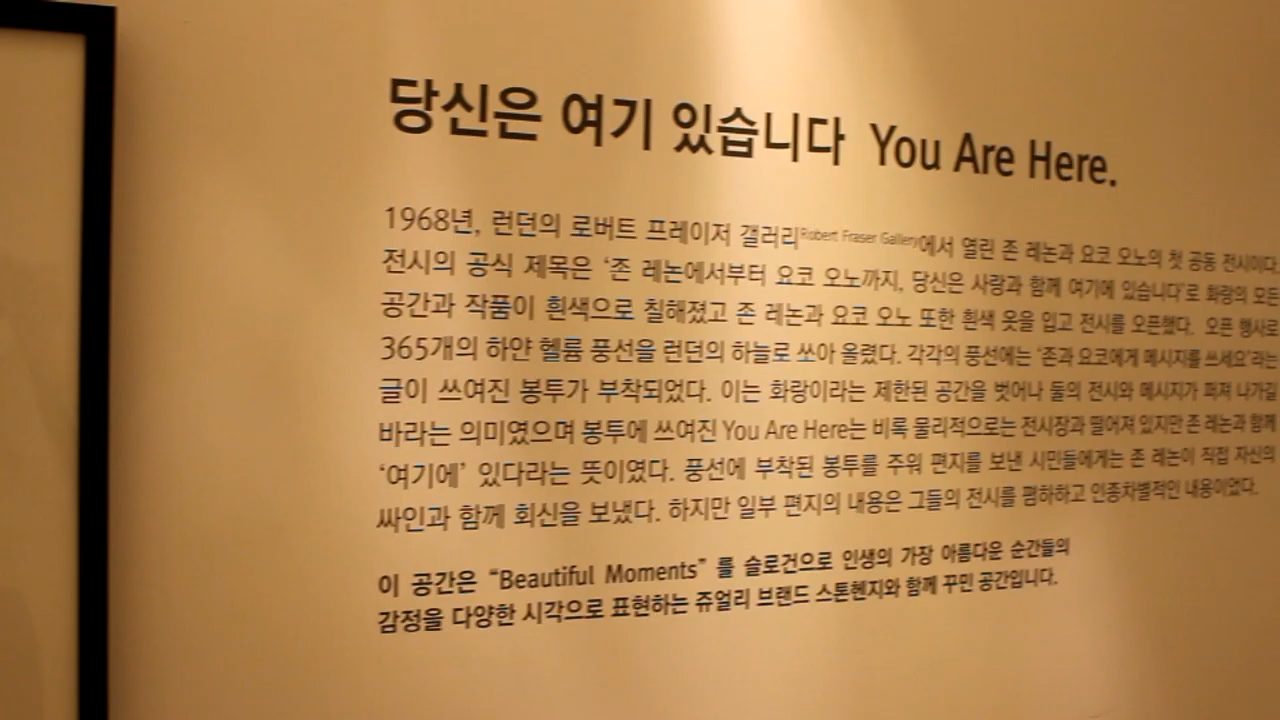 당신은 여기 있습니다 You Are Here.
1968년, 런던의 로버트 프레이저 갤러리Robert Fraser Gallery에서 열린 존 레논과 요코 오노의 첫 공동 전시이다.
전시의 공식 제목은 ‘존 레논에서부터 요코 오노까지, 당신은 사랑과 함께 여기에 있습니다’로 화랑의 모든
공간과 작품이 흰색으로 칠해졌고 존 레논과 요코 오노 또한 흰색 옷을 입고 전시를 오픈했다. 오픈 행사로
365개의 하얀 헬륨 풍선을 런던의 하늘로 쏘아 올렸다. 각각의 풍선에는 ‘존과 요코에게 메시지를 쓰세요’라는
글이 쓰여진 봉투가 부착되었다. 이는 화랑이라는 제한된 공간을 벗어나 둘의 전시와 메시지가 퍼져 나가길
바라는 의미였으며 봉투에 쓰여진 You Are Here는 비록 물리적으로는 전시장과 떨어져 있지만 존 레논과 함께
‘여기에’ 있다라는 뜻이였다. 풍선에 부착된 봉투를 주워 편지를 보낸 시민들에게는 존 레논이 직접 자신의
싸인과 함께 회신을 보냈다. 하지만 일부 편지의 내용은 그들의 전시를 폄하하고 인종차별적인 내용이었다.
이 공간은 “Beautiful Moments” 를 슬로건으로 인생의 가장 아름다운 순간들의
감정을 다양한 시각으로 표현하는 쥬얼리 브랜드 스톤헨지와 함께 꾸민 공간입니다.